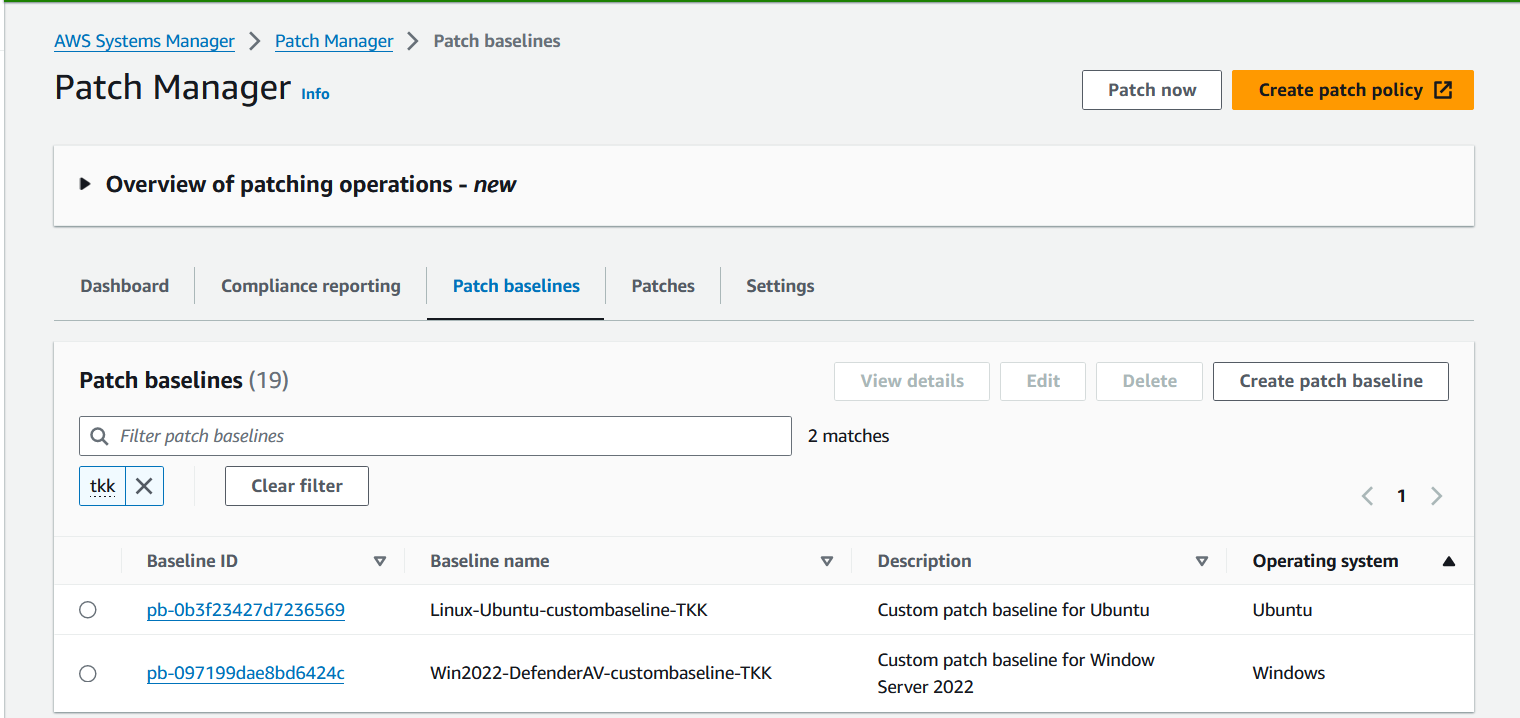 AWS Systems Manager > Patch Manager > Patch baselines
Patch Manager Info
Patch now
Create patch policy
Overview of patching operations - new
Dashboard
Compliance reporting
Patch baselines
Patches
Settings
Patch baselines (19)
View details
Edit
Delete
Create patch baseline
Filter patch baselines
2 matches
tkk
Clear filter
1
Baseline ID
Baseline name
Description
Operating system
pb-0b3f23427d7236569
Linux-Ubuntu-custombaseline-TKK
Custom patch baseline for Ubuntu
Ubuntu
pb-097199dae8bd6424c
Win2022-DefenderAV-custombaseline-TKK
Custom patch baseline for Window
Server 2022
Windows